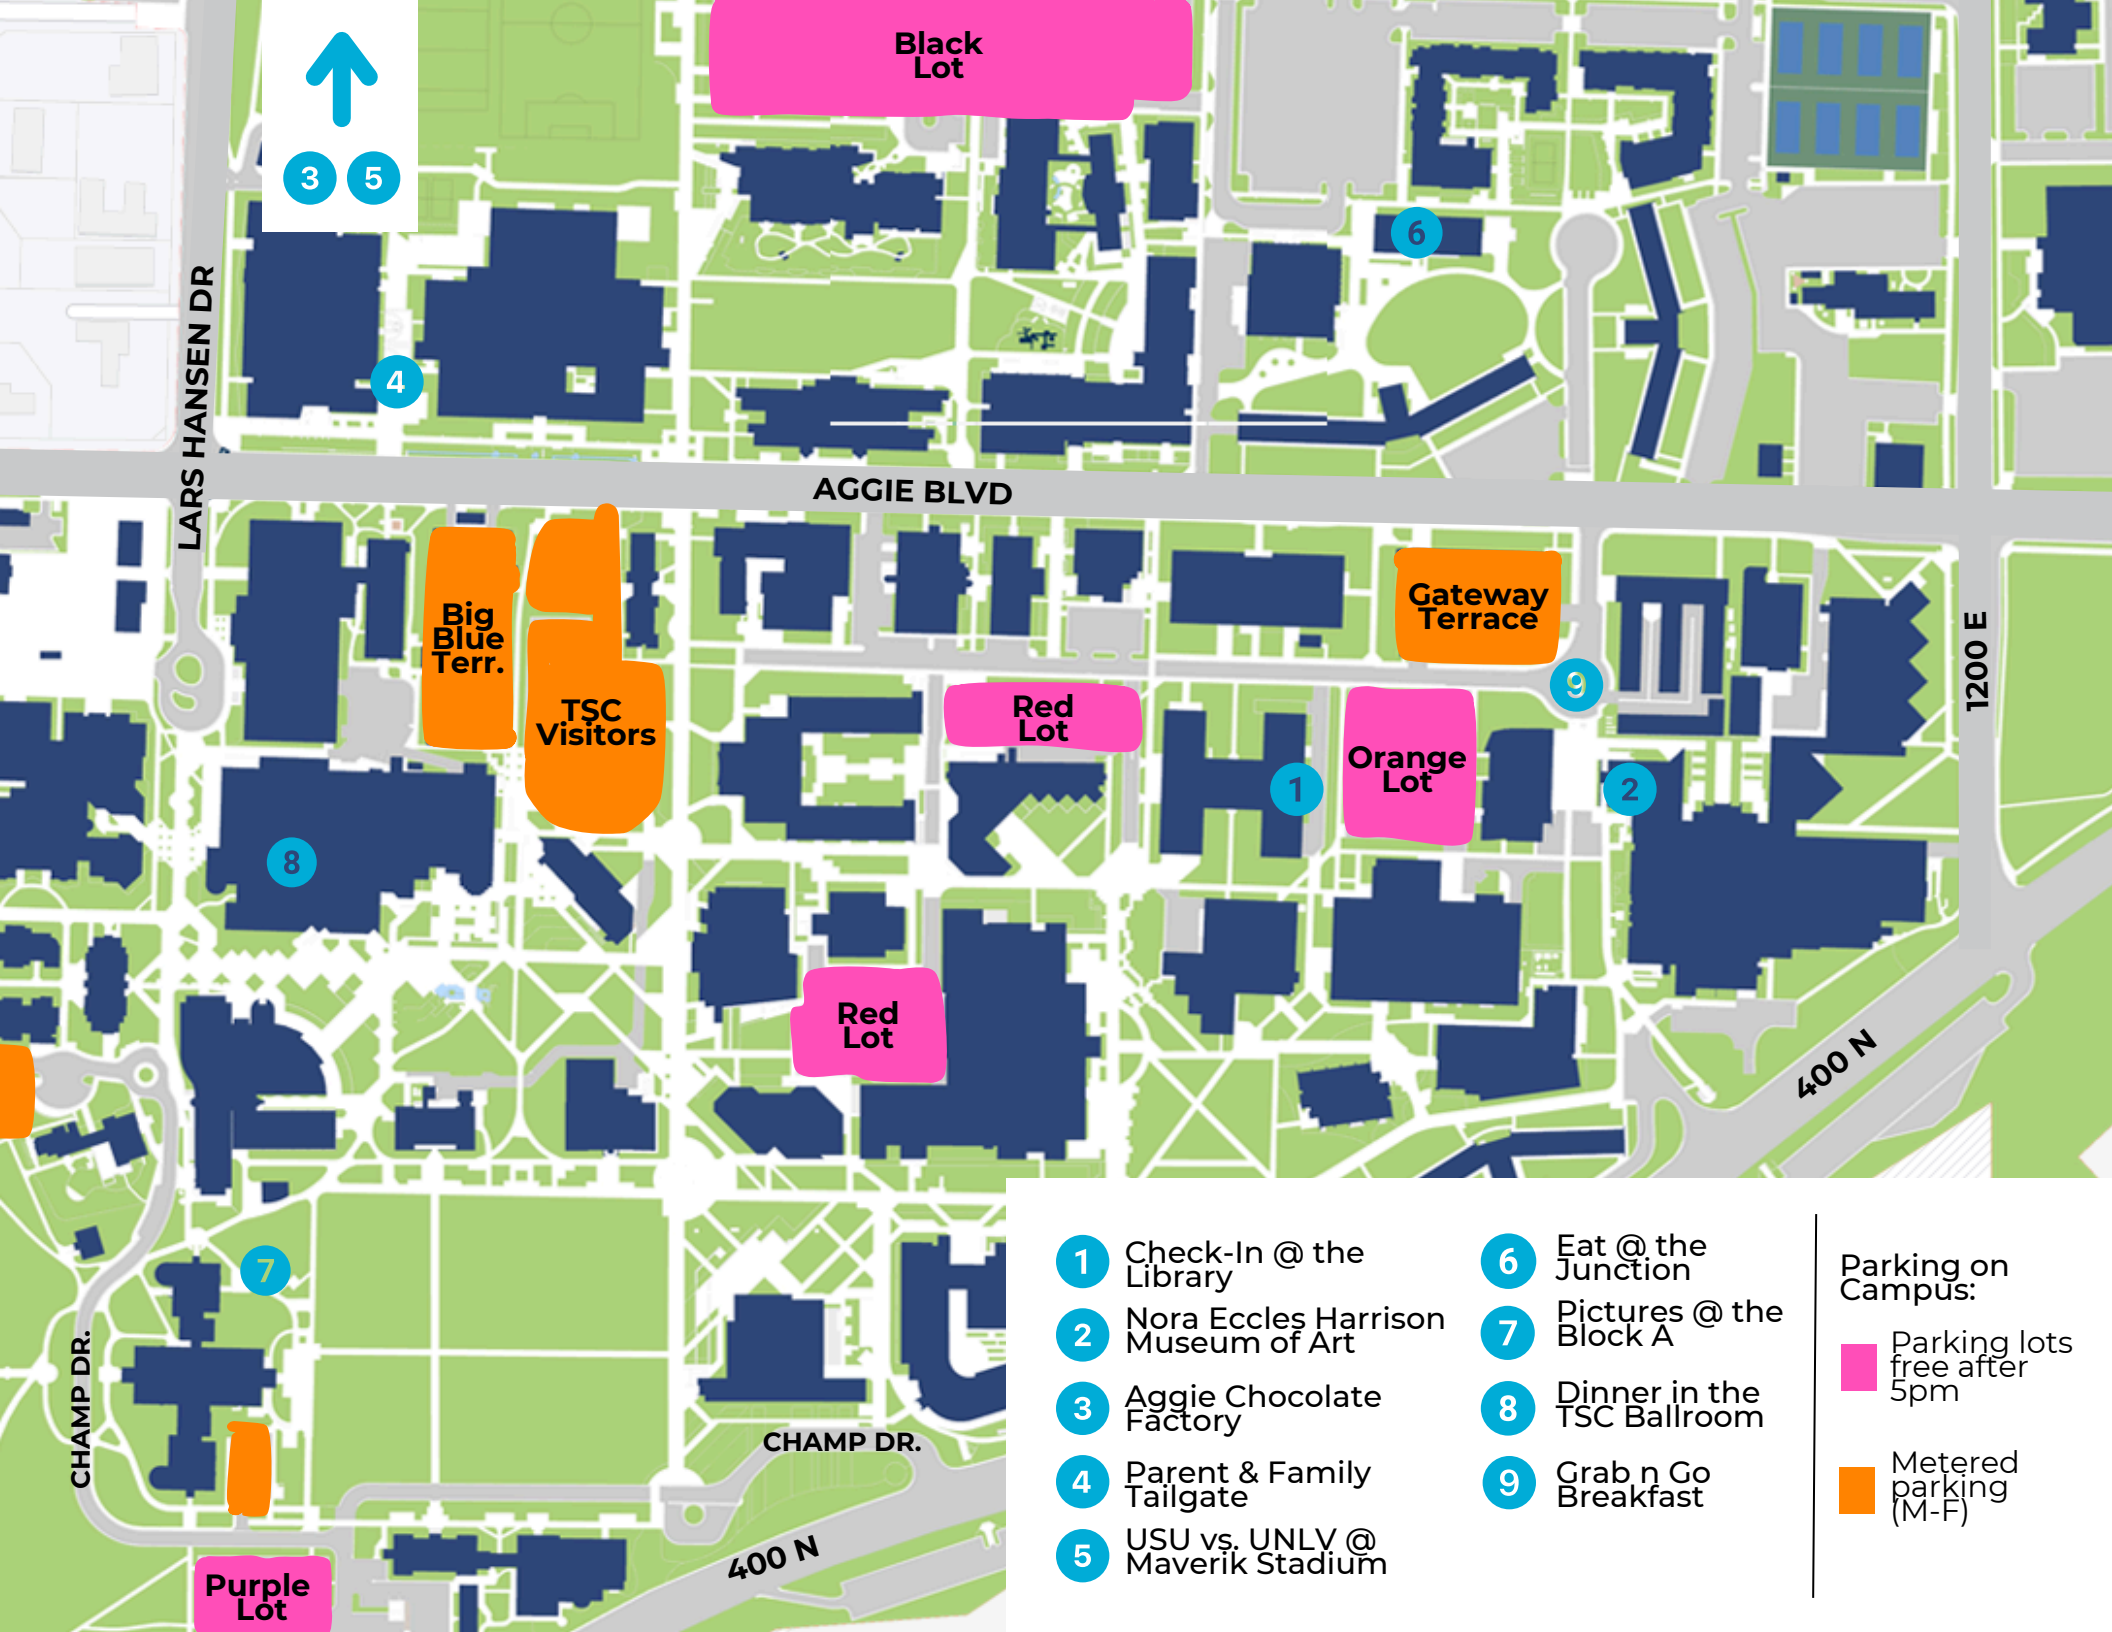 Black
Lot
3 5
6
LARS HANSEN DR
4
AGGIE BLVD
Big
Blue
Terr.
Gateway
Terrace
1200 E
TSC
Visitors
Red
Lot
9
Orange
Lot
1
2
8
Red
Lot
400 N
7
CHAMP DR.
CHAMP DR.
400 N
Purple
Lot
1 Check-In @ the
Library
2 Nora Eccles Harrison
Museum of Art
3 Aggie Chocolate
Factory
4 Parent & Family
Tailgate
5 USU vs. UNLV @
Maverik Stadium
6 Eat @ the
Junction
7 Pictures @ the
Block A
8 Dinner in the
TSC Ballroom
9 Grab n Go
Breakfast
Parking on
Campus:
Parking lots
free after
5pm
Metered
parking
(M-F)